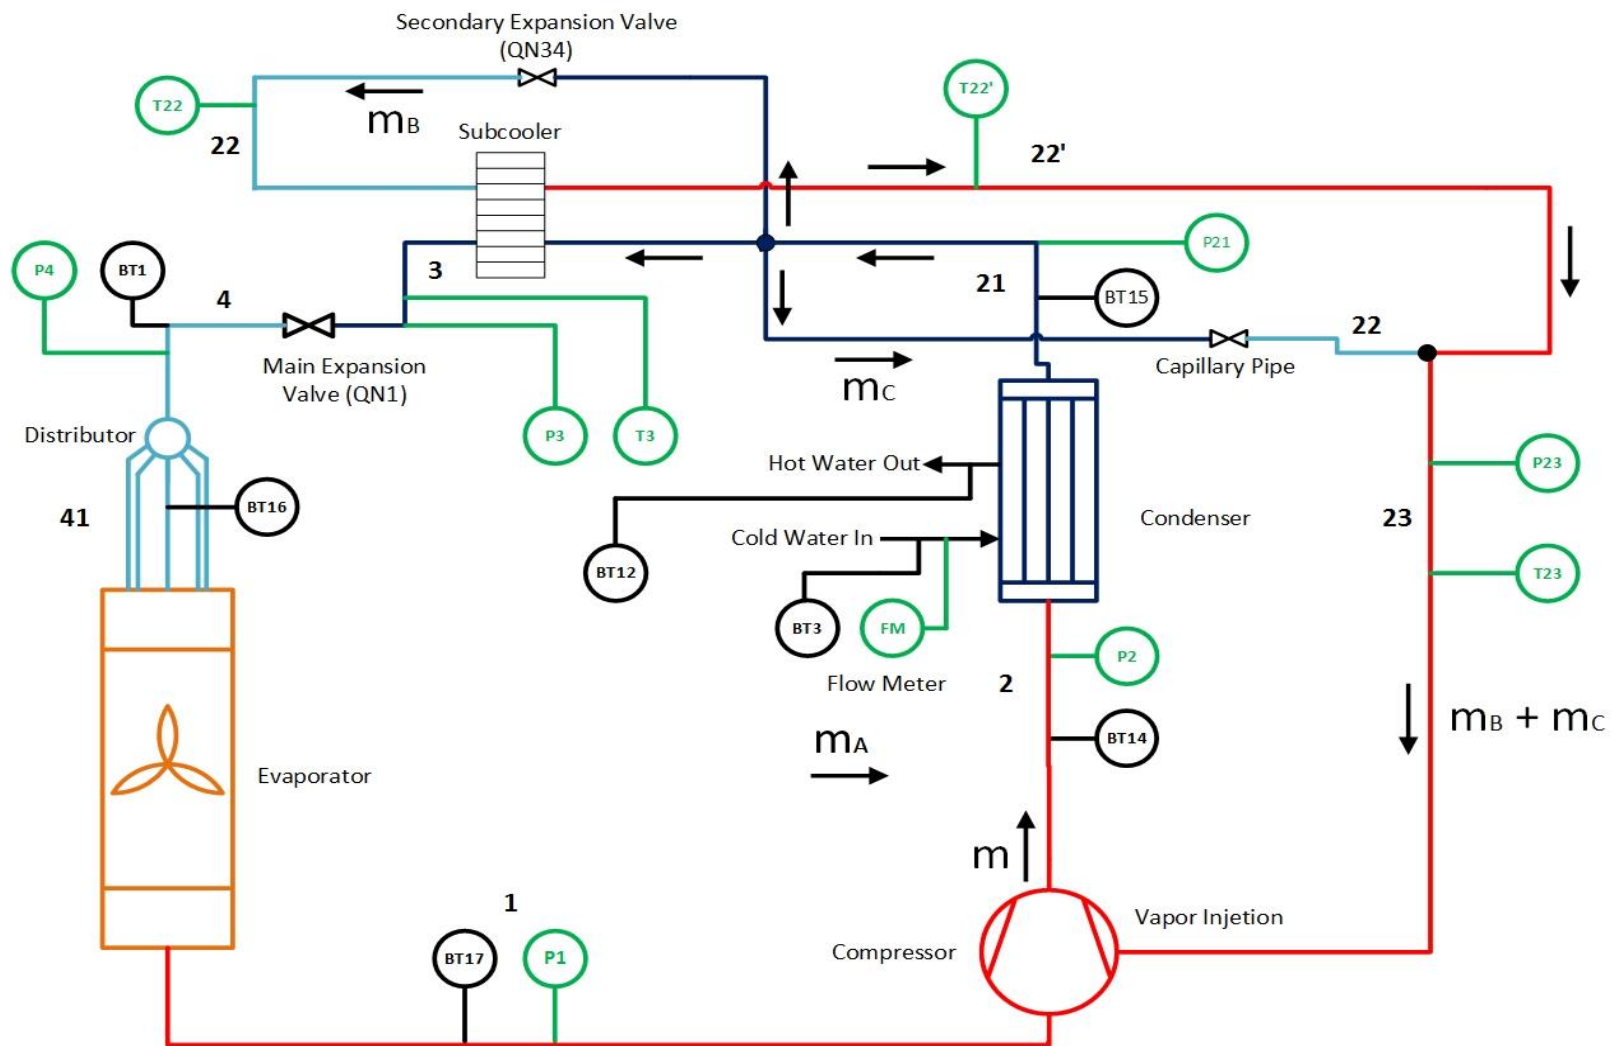 Secondary Expansion Valve
(QN34)
T22
mB
T22'
22
Subcooler
22'
P4
BT1
3
21
P21
4
BT15
22
Main Expansion
Valve (QN1)
mC
Capillary Pipe
Distributor
P3
T3
Hot Water Out
P23
41
BT16
Condenser
23
Cold Water In
BT12
T23
BT3
FM
P2
Flow Meter
2
mB + mC
mA
BT14
Evaporator
m
1
Vapor Injetion
BT17
P1
Compressor